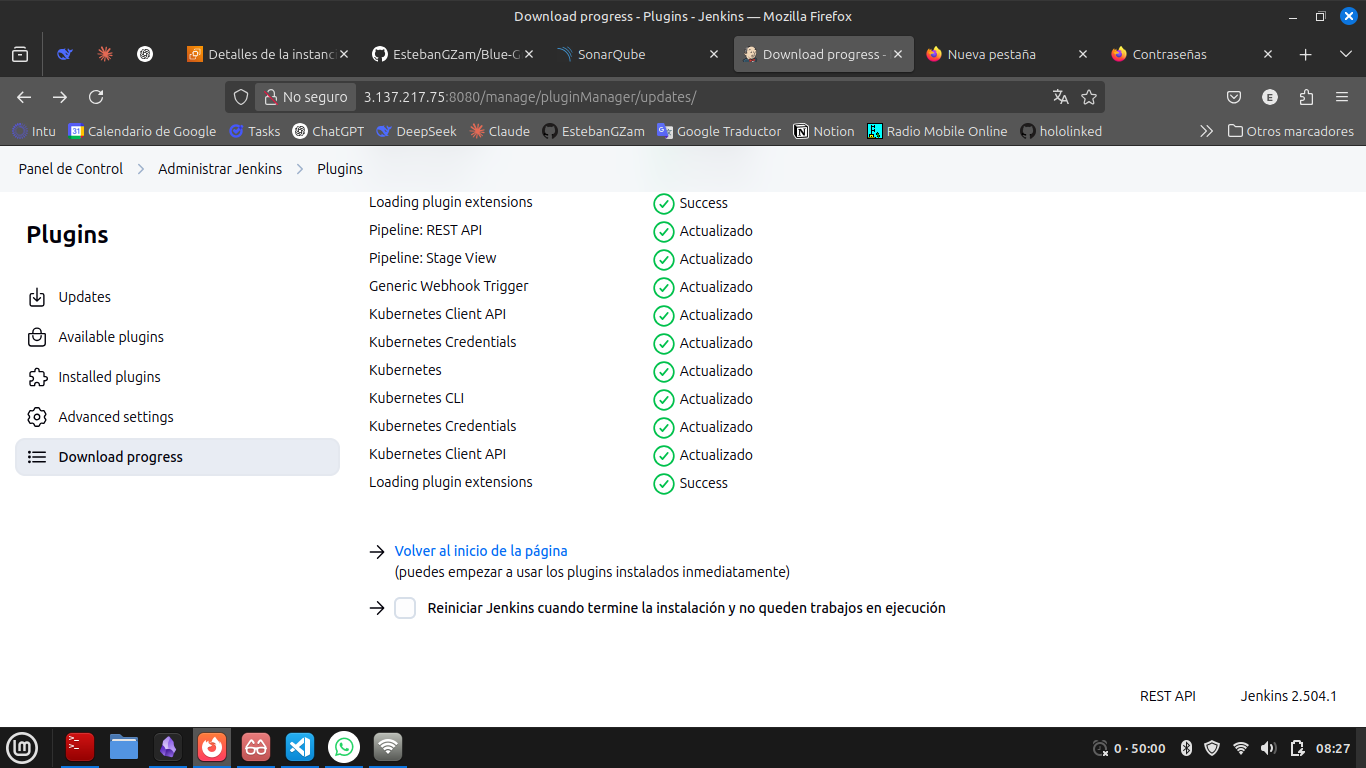 Download progress - Plugins - Jenkins — Mozilla Firefox
Detalles de la instanc
EstebanGZam/Blue-G
SonarQube
Download progress -
Nueva pestaña
Contraseñas
No seguro
3.137.217.75:8080/manage/pluginManager/updates/
E
Intu
31 Calendario de Google
Tasks
ChatGPT
DeepSeek
Claude
EstebanGZam
Google Traductor
Notion
Radio Mobile Online
hololinked
Otros marcadores
Panel de Control
Administrar Jenkins
Plugins
Plugins
Updates
Available plugins
Installed plugins
Advanced settings
Download progress
Loading plugin extensions Success
Pipeline: REST API Actualizado
Pipeline: Stage View Actualizado
Generic Webhook Trigger Actualizado
Kubernetes Client API Actualizado
Kubernetes Credentials Actualizado
Kubernetes Actualizado
Kubernetes CLI Actualizado
Kubernetes Credentials Actualizado
Kubernetes Client API Actualizado
Loading plugin extensions Success
Volver al inicio de la página
(puedes empezar a usar los plugins instalados inmediatamente)
Reiniciar Jenkins cuando termine la instalación y no queden trabajos en ejecución
REST API
Jenkins 2.504.1
0 · 50:00
08:27